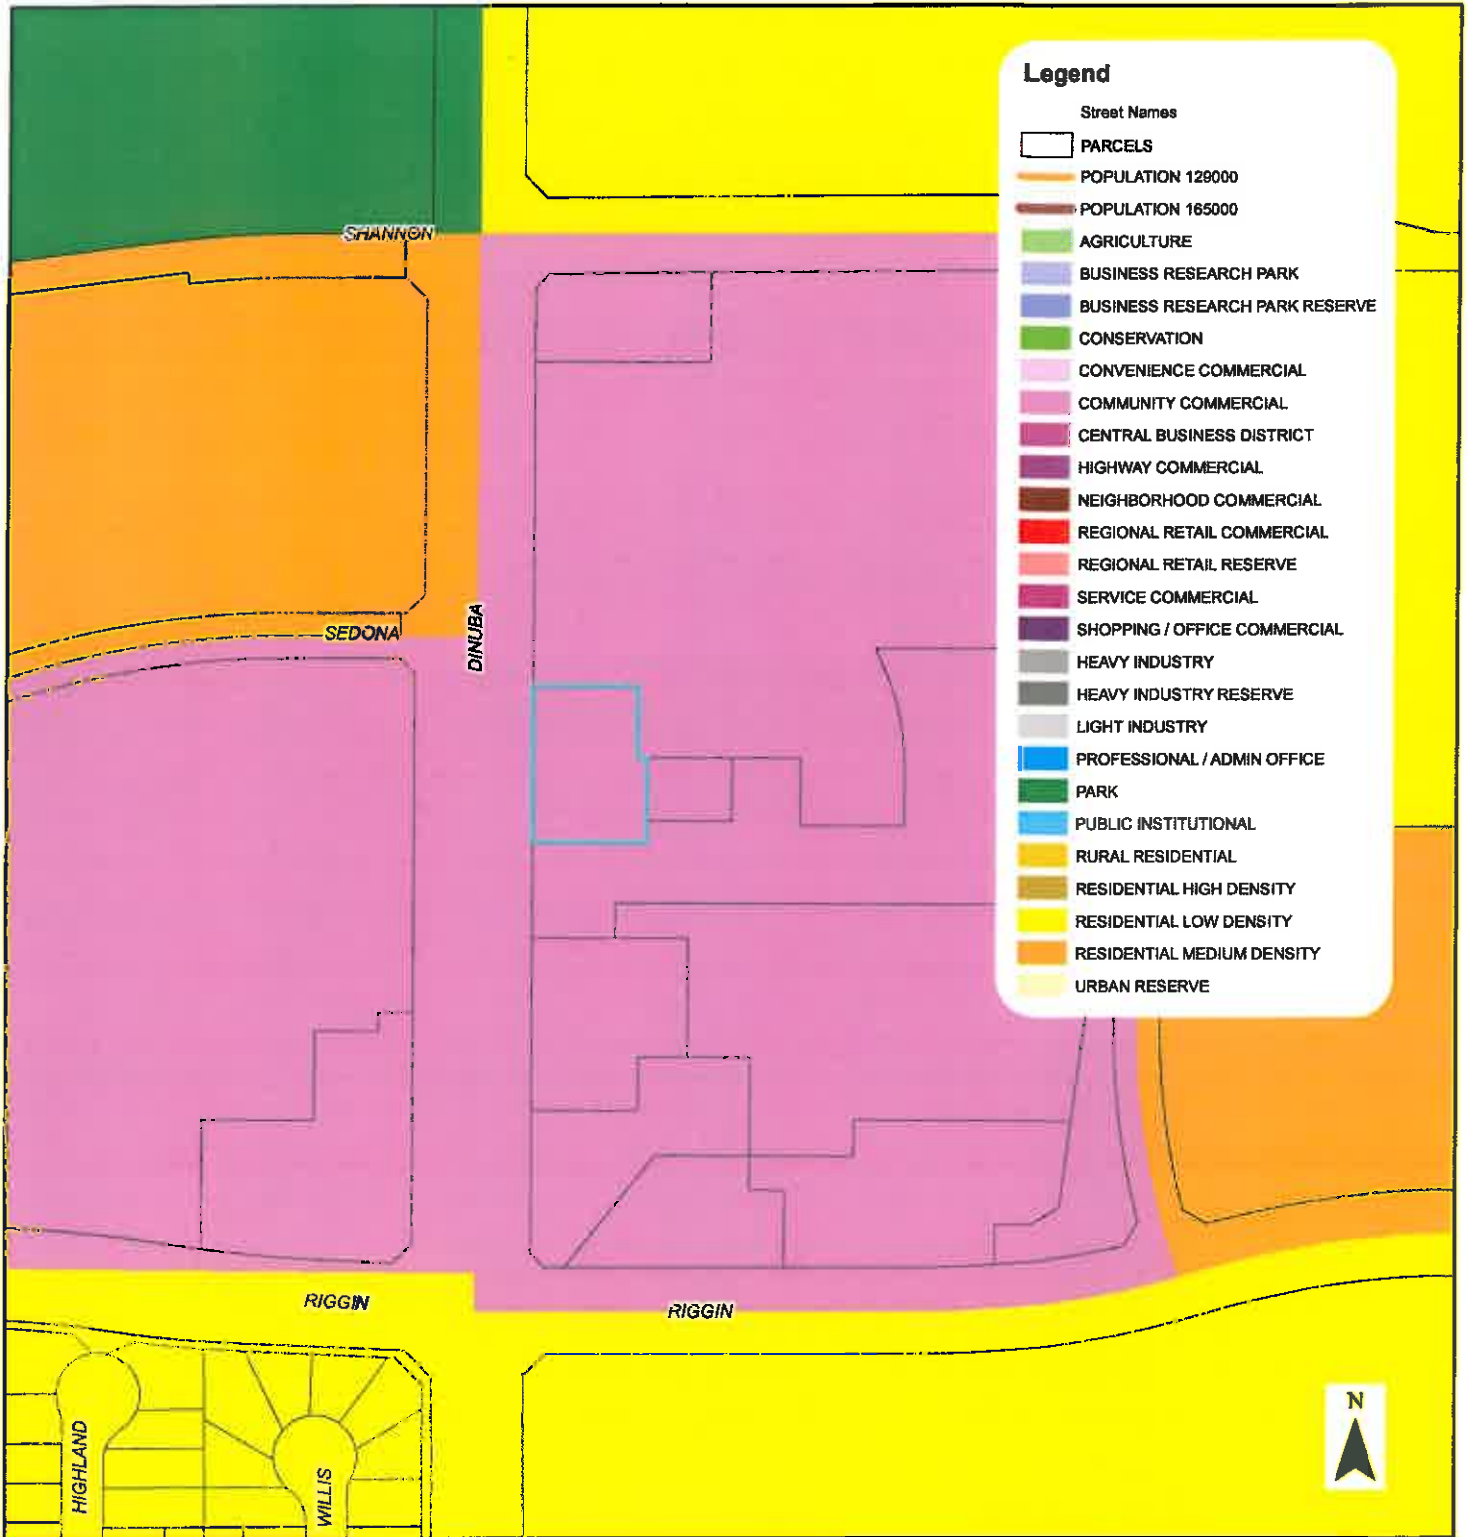 Legend
Street Names
PARCELS
POPULATION 129000
POPULATION 165000
AGRICULTURE
BUSINESS RESEARCH PARK
BUSINESS RESEARCH PARK RESERVE
CONSERVATION
CONVENIENCE COMMERCIAL
COMMUNITY COMMERCIAL
CENTRAL BUSINESS DISTRICT
HIGHWAY COMMERCIAL
NEIGHBORHOOD COMMERCIAL
REGIONAL RETAIL COMMERCIAL
REGIONAL RETAIL RESERVE
SERVICE COMMERCIAL
SHOPPING / OFFICE COMMERCIAL
HEAVY INDUSTRY
HEAVY INDUSTRY RESERVE
LIGHT INDUSTRY
PROFESSIONAL / ADMIN OFFICE
PARK
PUBLIC INSTITUTIONAL
RURAL RESIDENTIAL
RESIDENTIAL HIGH DENSITY
RESIDENTIAL LOW DENSITY
RESIDENTIAL MEDIUM DENSITY
URBAN RESERVE
SHANNON
SEDONA
DINUBA
RIGGIN
RIGGIN
HIGHLAND
WILLIS
N